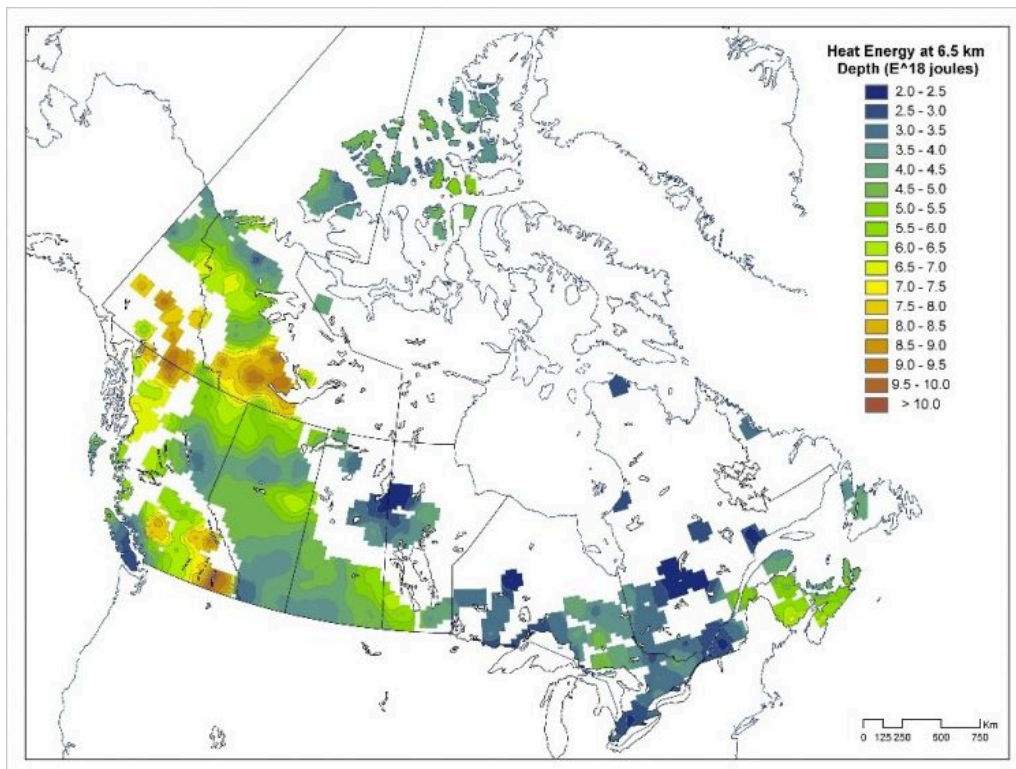 Heat Energy at 6.5 km
Depth (E^18 joules)
2.0 - 2.5
2.5 - 3.0
3.0 - 3.5
3.5 - 4.0
4.0 - 4.5
4.5 - 5.0
5.0 - 5.5
5.5 - 6.0
6.0 - 6.5
6.5 - 7.0
7.0 - 7.5
7.5 - 8.0
8.0 - 8.5
8.5 - 9.0
9.0 - 9.5
9.5 - 10.0
> 10.0
Km
0 125 250 500 750